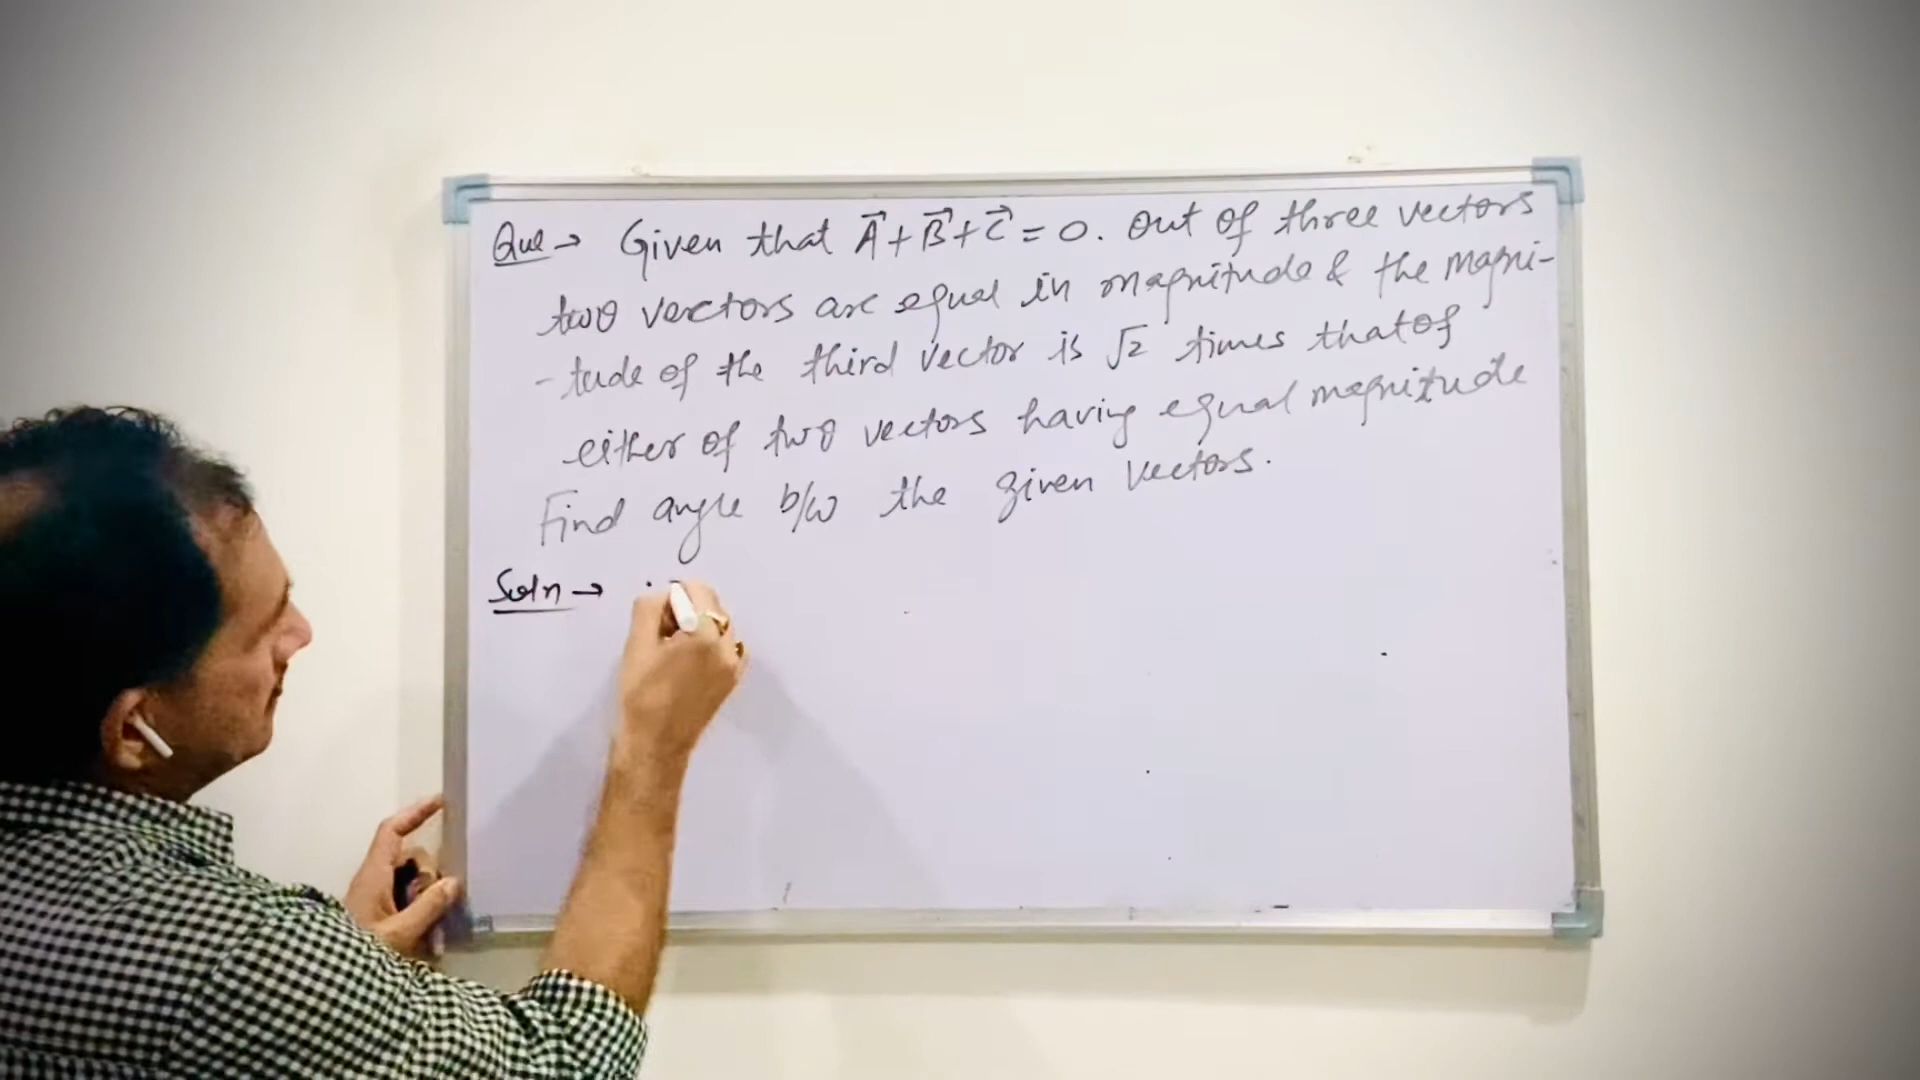 Que → Given that A⃗ + B⃗ + C⃗ = 0. Out of three vectors
two vectors are equal in magnitude & the magni-
-tude of the third vector is √2 times that of
either of two vectors having equal magnitude
Find angle b/w the given vectors.
Soln →